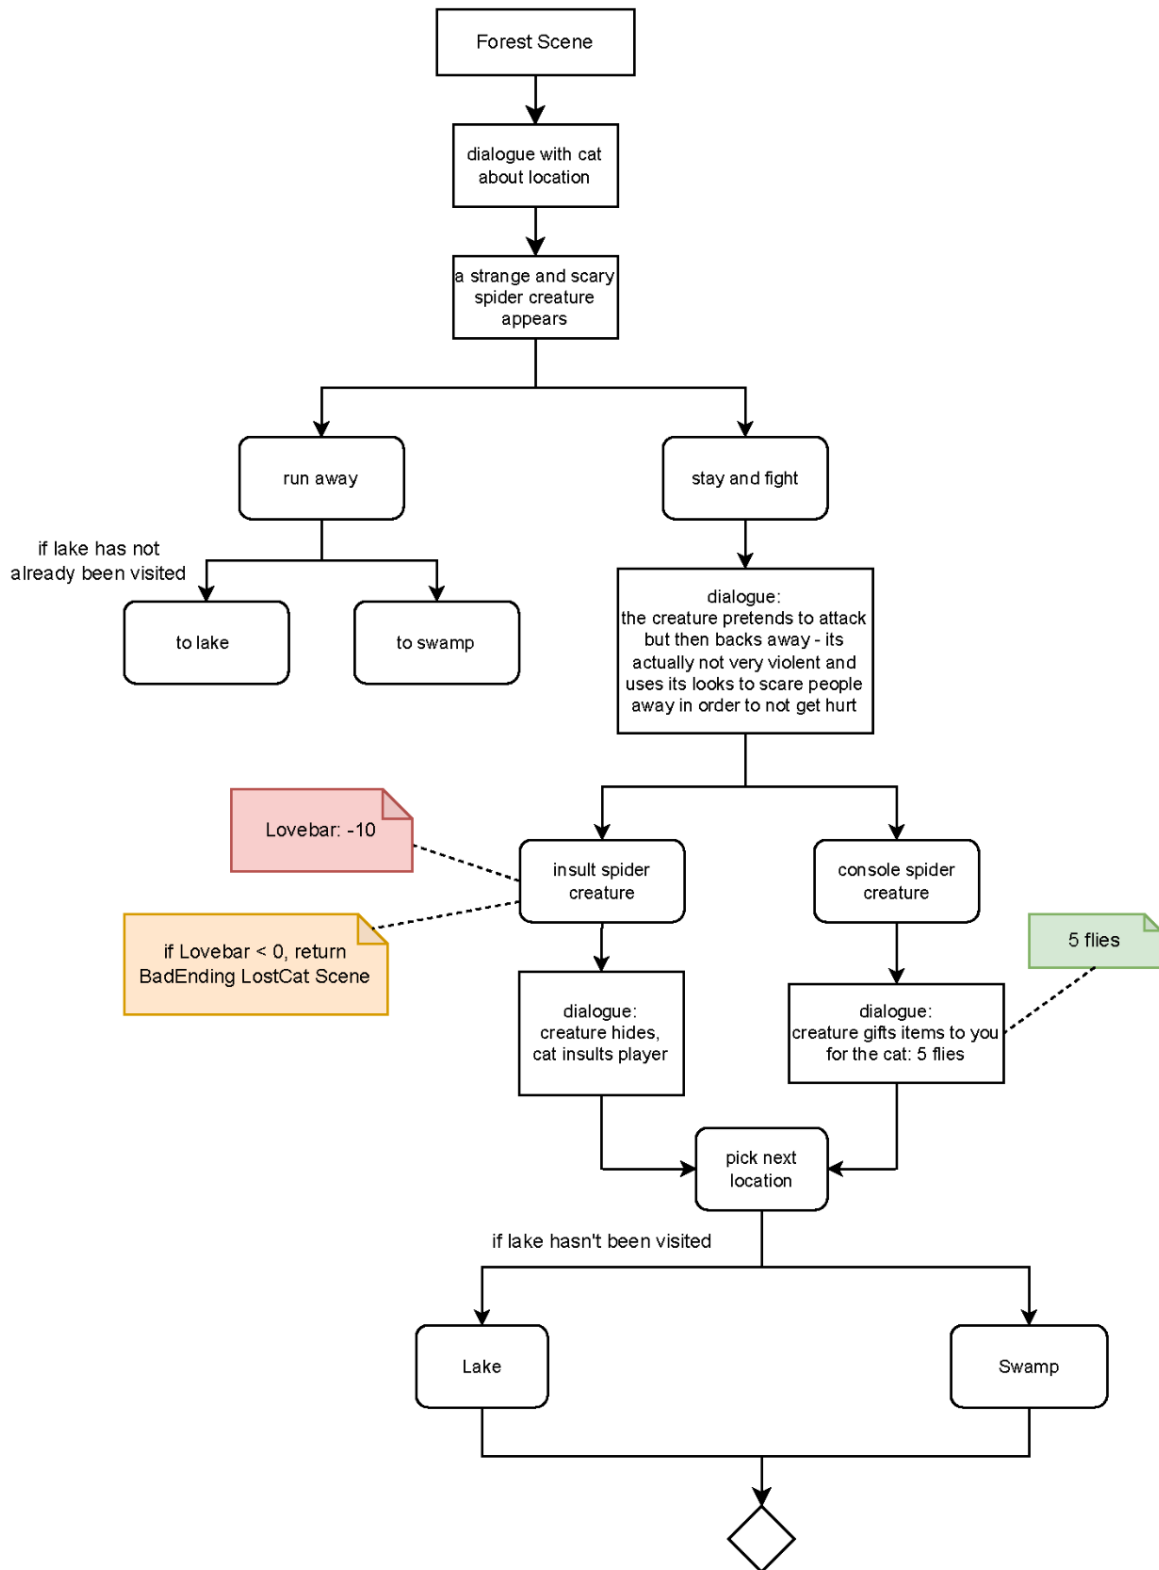 Forest Scene
dialogue with cat
about location
a strange and scary
spider creature
appears
run away
stay and fight
if lake has not
already been visited
to lake
to swamp
dialogue:
the creature pretends to attack
but then backs away - its
actually not very violent and
uses its looks to scare people
away in order to not get hurt
Lovebar: -10
insult spider
creature
console spider
creature
if Lovebar < 0, return
BadEnding LostCat Scene
5 flies
dialogue:
creature hides,
cat insults player
dialogue:
creature gifts items to you
for the cat: 5 flies
pick next
location
if lake hasn't been visited
Lake
Swamp